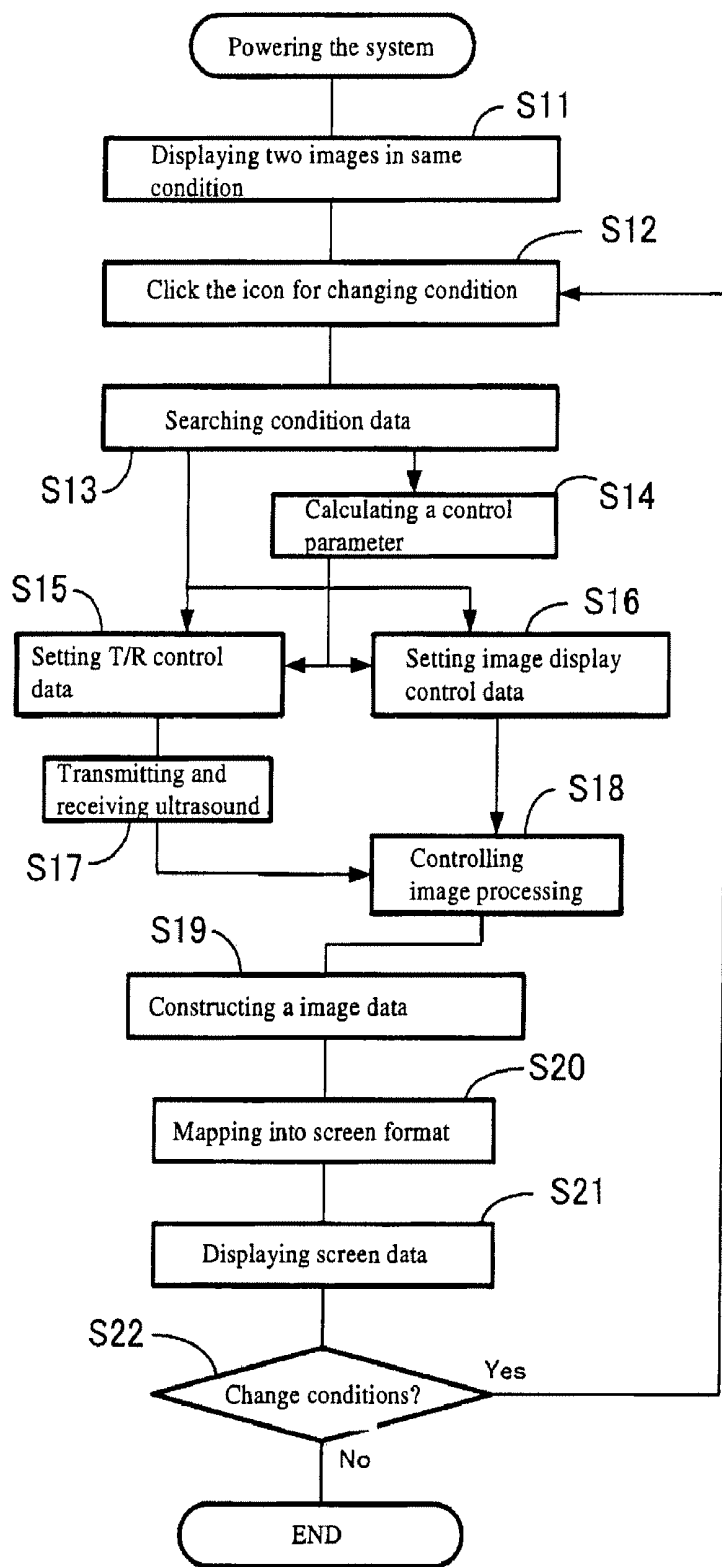 Powering the system
S11
Displaying two images in same
condition
S12
Click the icon for changing condition
Searching condition data
S13
S14
Calculating a control
parameter
S15
S16
Setting T/R control
data
Setting image display
control data
Transmitting and
receiving ultrasound
S17
S18
Controlling
image processing
S19
Constructing a image data
S20
Mapping into screen format
S21
Displaying screen data
S22
Change conditions?
Yes
No
END